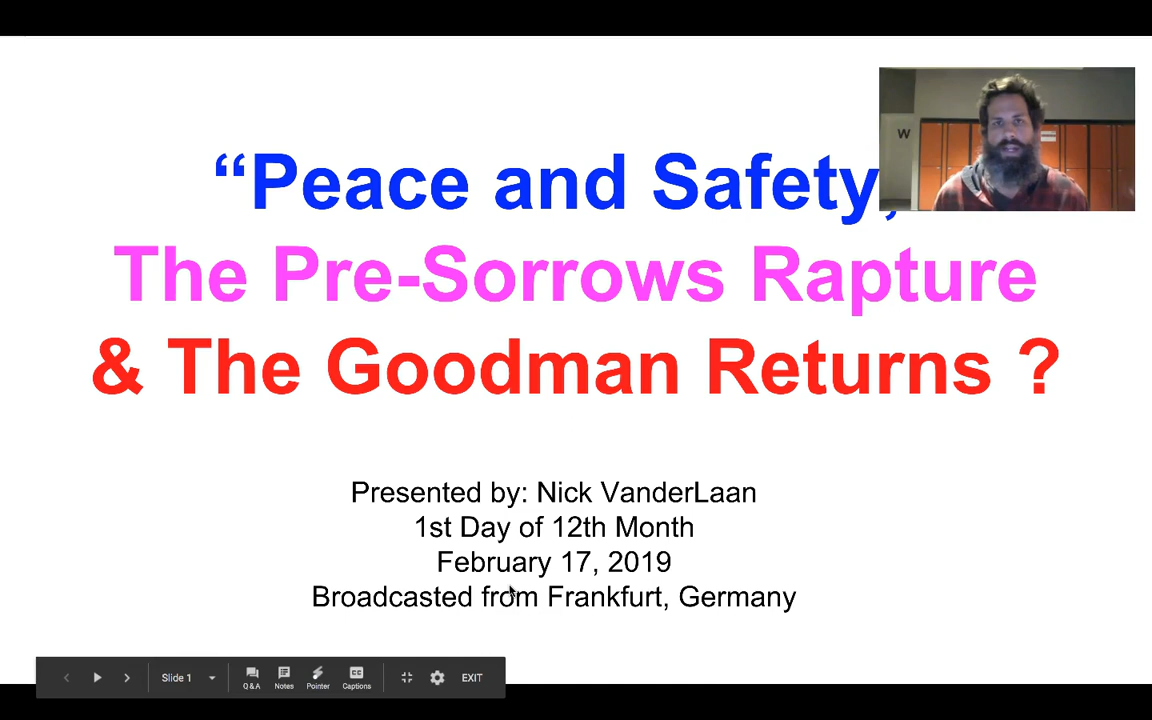 “Peace and Safety,
The Pre-Sorrows Rapture
& The Goodman Returns ?
Presented by: Nick VanderLaan
1st Day of 12th Month
February 17, 2019
Broadcasted from Frankfurt, Germany
W
Slide 1
Q&A
Notes
Pointer
CC
Captions
EXIT